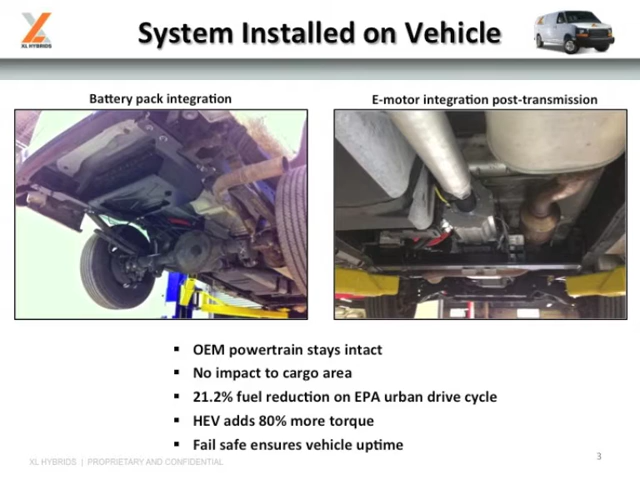 XL HYBRIDS
System Installed on Vehicle
Battery pack integration
E-motor integration post-transmission
▪ OEM powertrain stays intact
▪ No impact to cargo area
▪ 21.2% fuel reduction on EPA urban drive cycle
▪ HEV adds 80% more torque
▪ Fail safe ensures vehicle uptime
XL HYBRIDS | PROPRIETARY AND CONFIDENTIAL
3